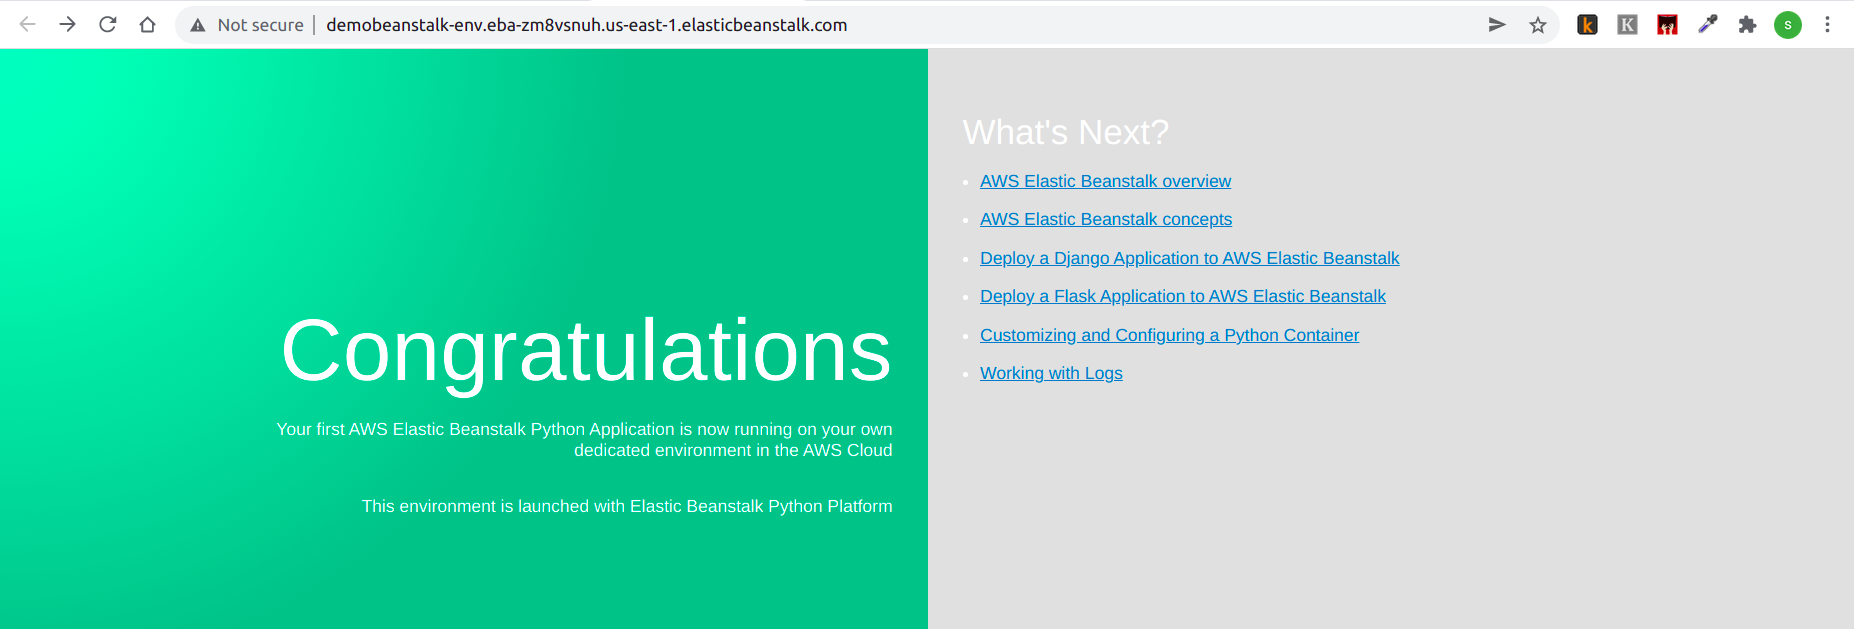 Not secure | demobeanstalk-env.eba-zm8vsnuh.us-east-1.elasticbeanstalk.com
k
K
s
Congratulations
Your first AWS Elastic Beanstalk Python Application is now running on your own
dedicated environment in the AWS Cloud
This environment is launched with Elastic Beanstalk Python Platform
What's Next?
• AWS Elastic Beanstalk overview
• AWS Elastic Beanstalk concepts
• Deploy a Django Application to AWS Elastic Beanstalk
• Deploy a Flask Application to AWS Elastic Beanstalk
• Customizing and Configuring a Python Container
• Working with Logs